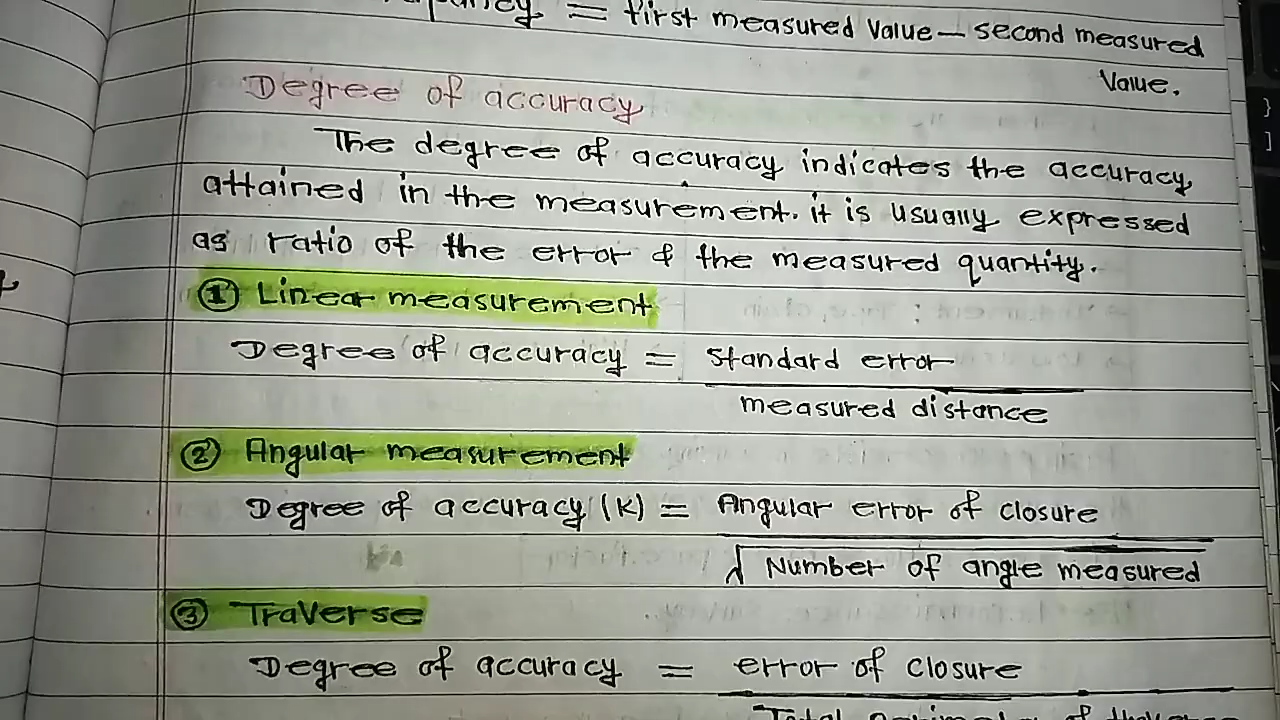 = first measured Value - second measured
Value.
Degree of accuracy
The degree of accuracy indicates the accuracy
attained in the measurement. it is usually expressed
as ratio of the error & the measured quantity.
① Linear measurement
Degree of accuracy = Standard error
measured distance
② Angular measurement
Degree of accuracy (K) = Angular error of closure
√ Number of angle measured
③ Traverse
Degree of accuracy = error of closure